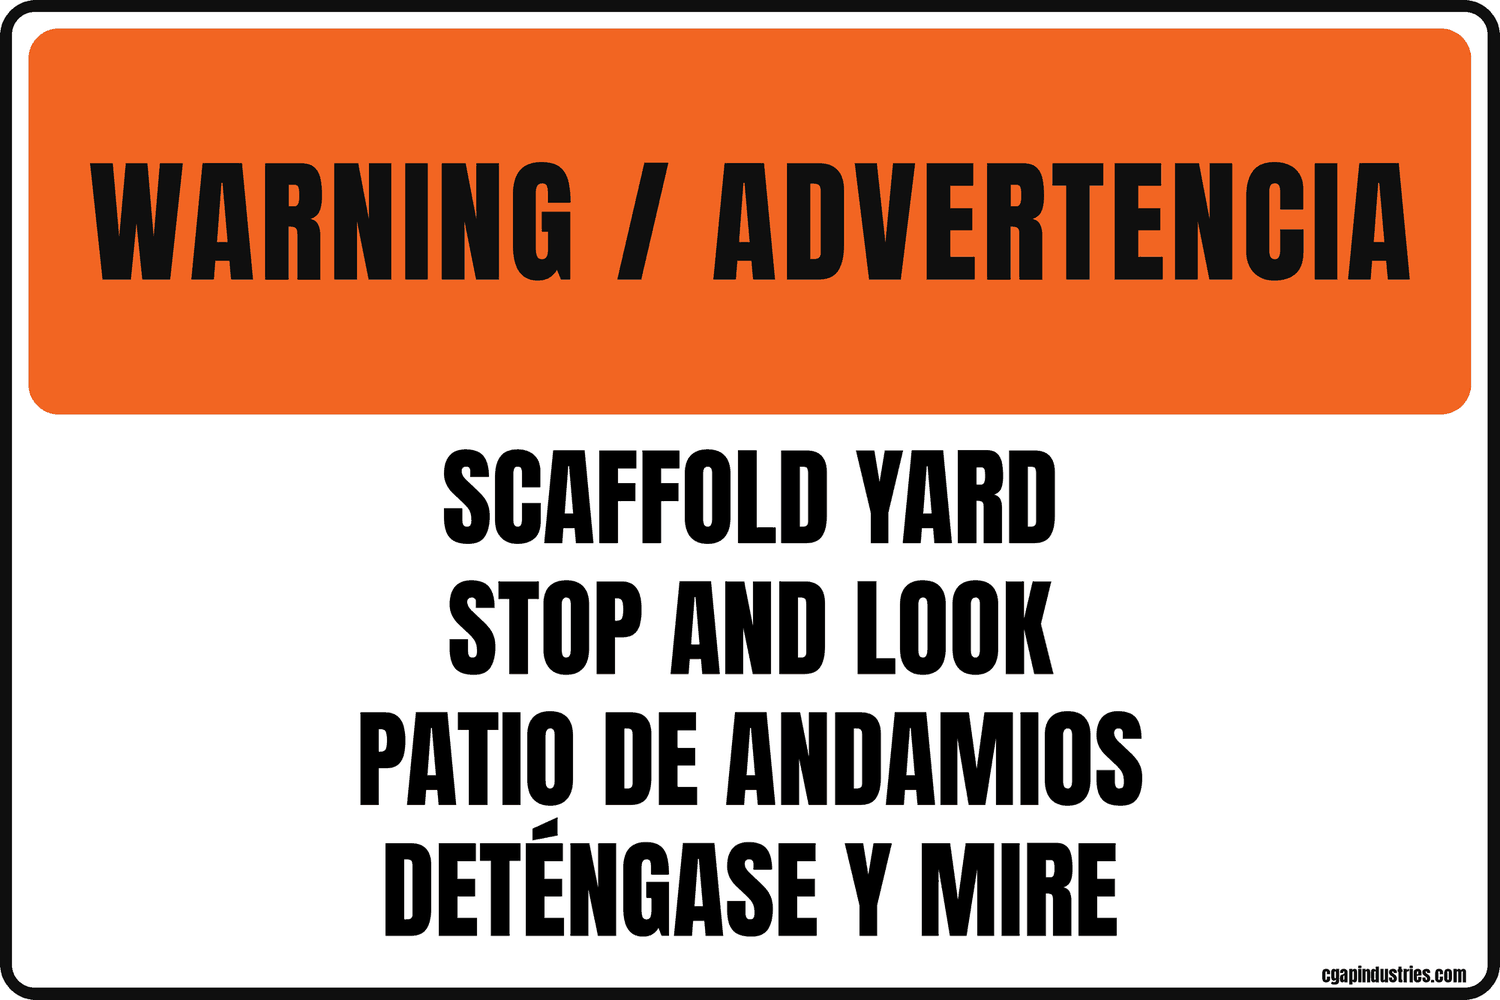 WARNING / ADVERTENCIA
SCAFFOLD YARD
STOP AND LOOK
PATIO DE ANDAMIOS
DETÉNGASE Y MIRE
cgapindustries.com